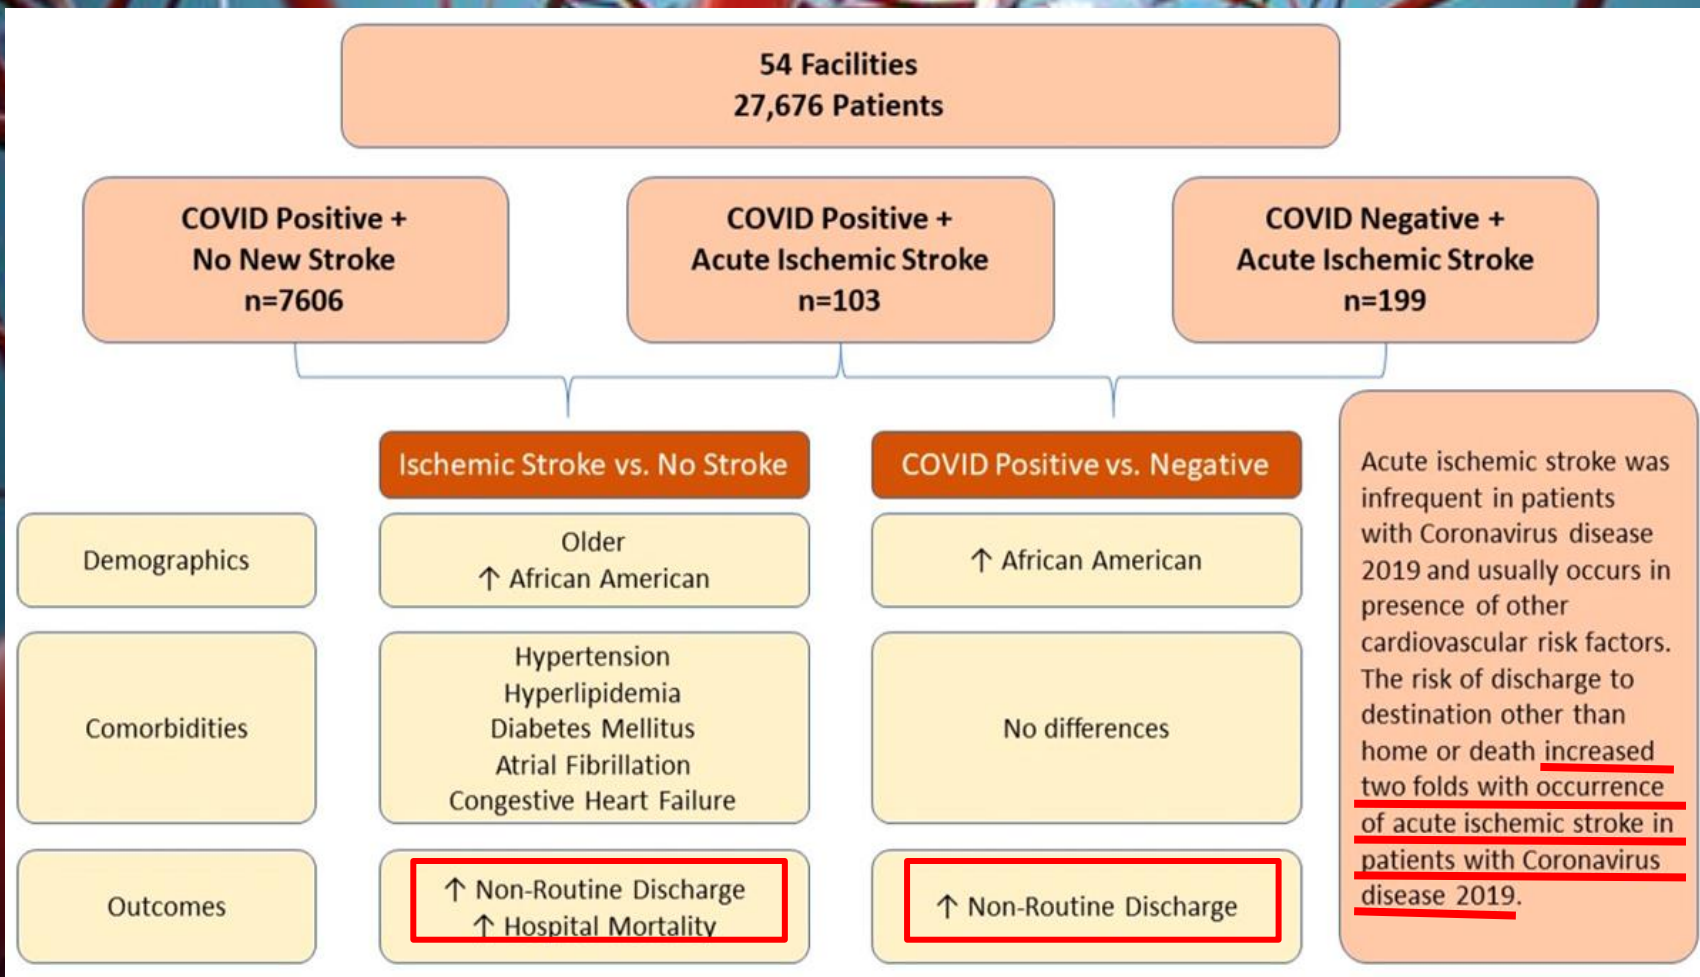 54 Facilities
27,676 Patients
COVID Positive +
No New Stroke
n=7606
COVID Positive +
Acute Ischemic Stroke
n=103
COVID Negative +
Acute Ischemic Stroke
n=199
Ischemic Stroke vs. No Stroke
COVID Positive vs. Negative
Demographics
Older
↑ African American
↑ African American
Comorbidities
Hypertension
Hyperlipidemia
Diabetes Mellitus
Atrial Fibrillation
Congestive Heart Failure
No differences
Outcomes
↑ Non-Routine Discharge
↑ Hospital Mortality
↑ Non-Routine Discharge
Acute ischemic stroke was
infrequent in patients
with Coronavirus disease
2019 and usually occurs in
presence of other
cardiovascular risk factors.
The risk of discharge to
destination other than
home or death increased
two folds with occurrence
of acute ischemic stroke in
patients with Coronavirus
disease 2019.